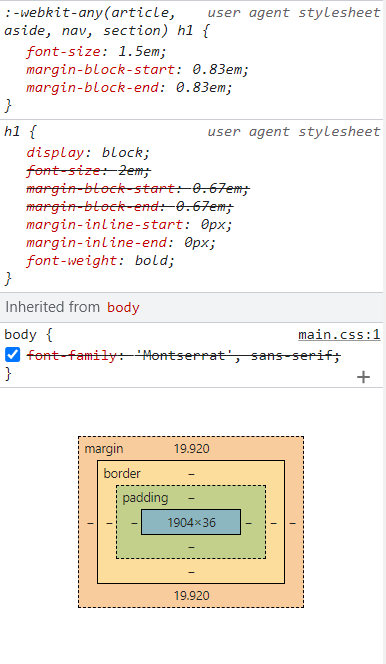 :-webkit-any(article, user agent stylesheet
aside, nav, section) h1 {
font-size: 1.5em;
margin-block-start: 0.83em;
margin-block-end: 0.83em;
}
h1 { user agent stylesheet
display: block;
font-size: 2em;
margin-block-start: 0.67em;
margin-block-end: 0.67em;
margin-inline-start: 0px;
margin-inline-end: 0px;
font-weight: bold;
}
Inherited from body
body { main.css:1
font-family: 'Montserrat', sans-serif;
}
+
margin 19.920
border –
padding –
– – – 1904×36 – – –
–
–
19.920